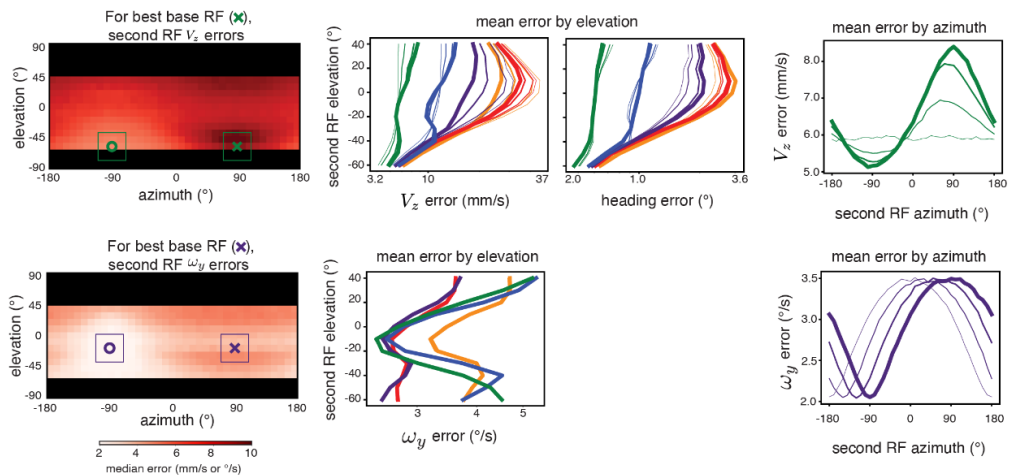 For best base RF (×),
second RF V_z errors
90
45
0
-45
-90
elevation (°)
-180
-90
0
90
180
azimuth (°)
mean error by elevation
40
20
0
-20
-40
-60
second RF elevation (°)
3.2
10
37
V_z error (mm/s)
2.0
1.0
3.6
heading error (°)
mean error by azimuth
8.0
7.0
6.0
5.0
V_z error (mm/s)
-180
-90
0
90
180
second RF azimuth (°)
For best base RF (×),
second RF ω_y errors
90
45
0
-45
-90
elevation (°)
-180
-90
0
90
180
azimuth (°)
2
4
6
8
10
median error (mm/s or °/s)
mean error by elevation
40
20
0
-20
-40
-60
second RF elevation (°)
3
4
5
ω_y error (°/s)
mean error by azimuth
3.5
3.0
2.5
2.0
ω_y error (°/s)
-180
-90
0
90
180
second RF azimuth (°)